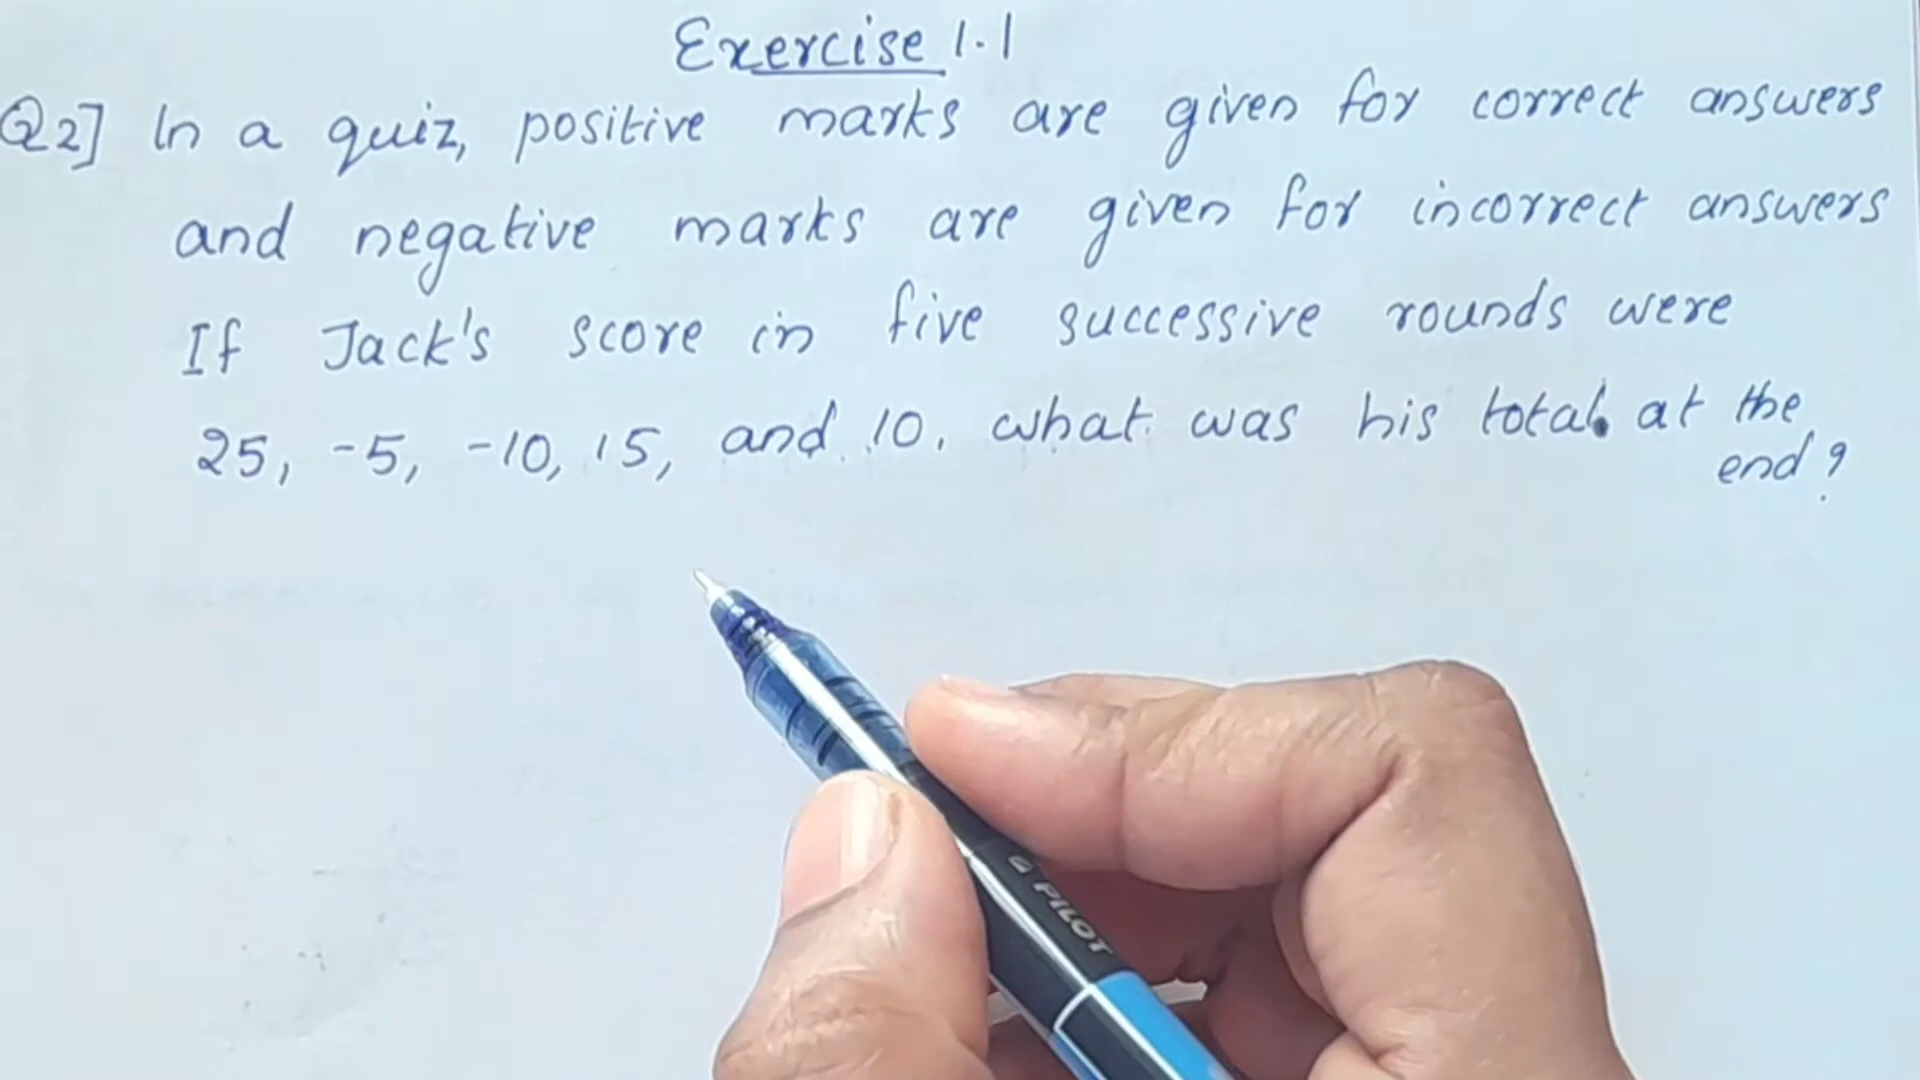 Exercise 1.1
Q2] In a quiz, positive marks are given for correct answers
and negative marks are given for incorrect answers
If Jack's score in five successive rounds were
25, -5, -10, 15, and 10. what was his total at the
end?
G PILOT